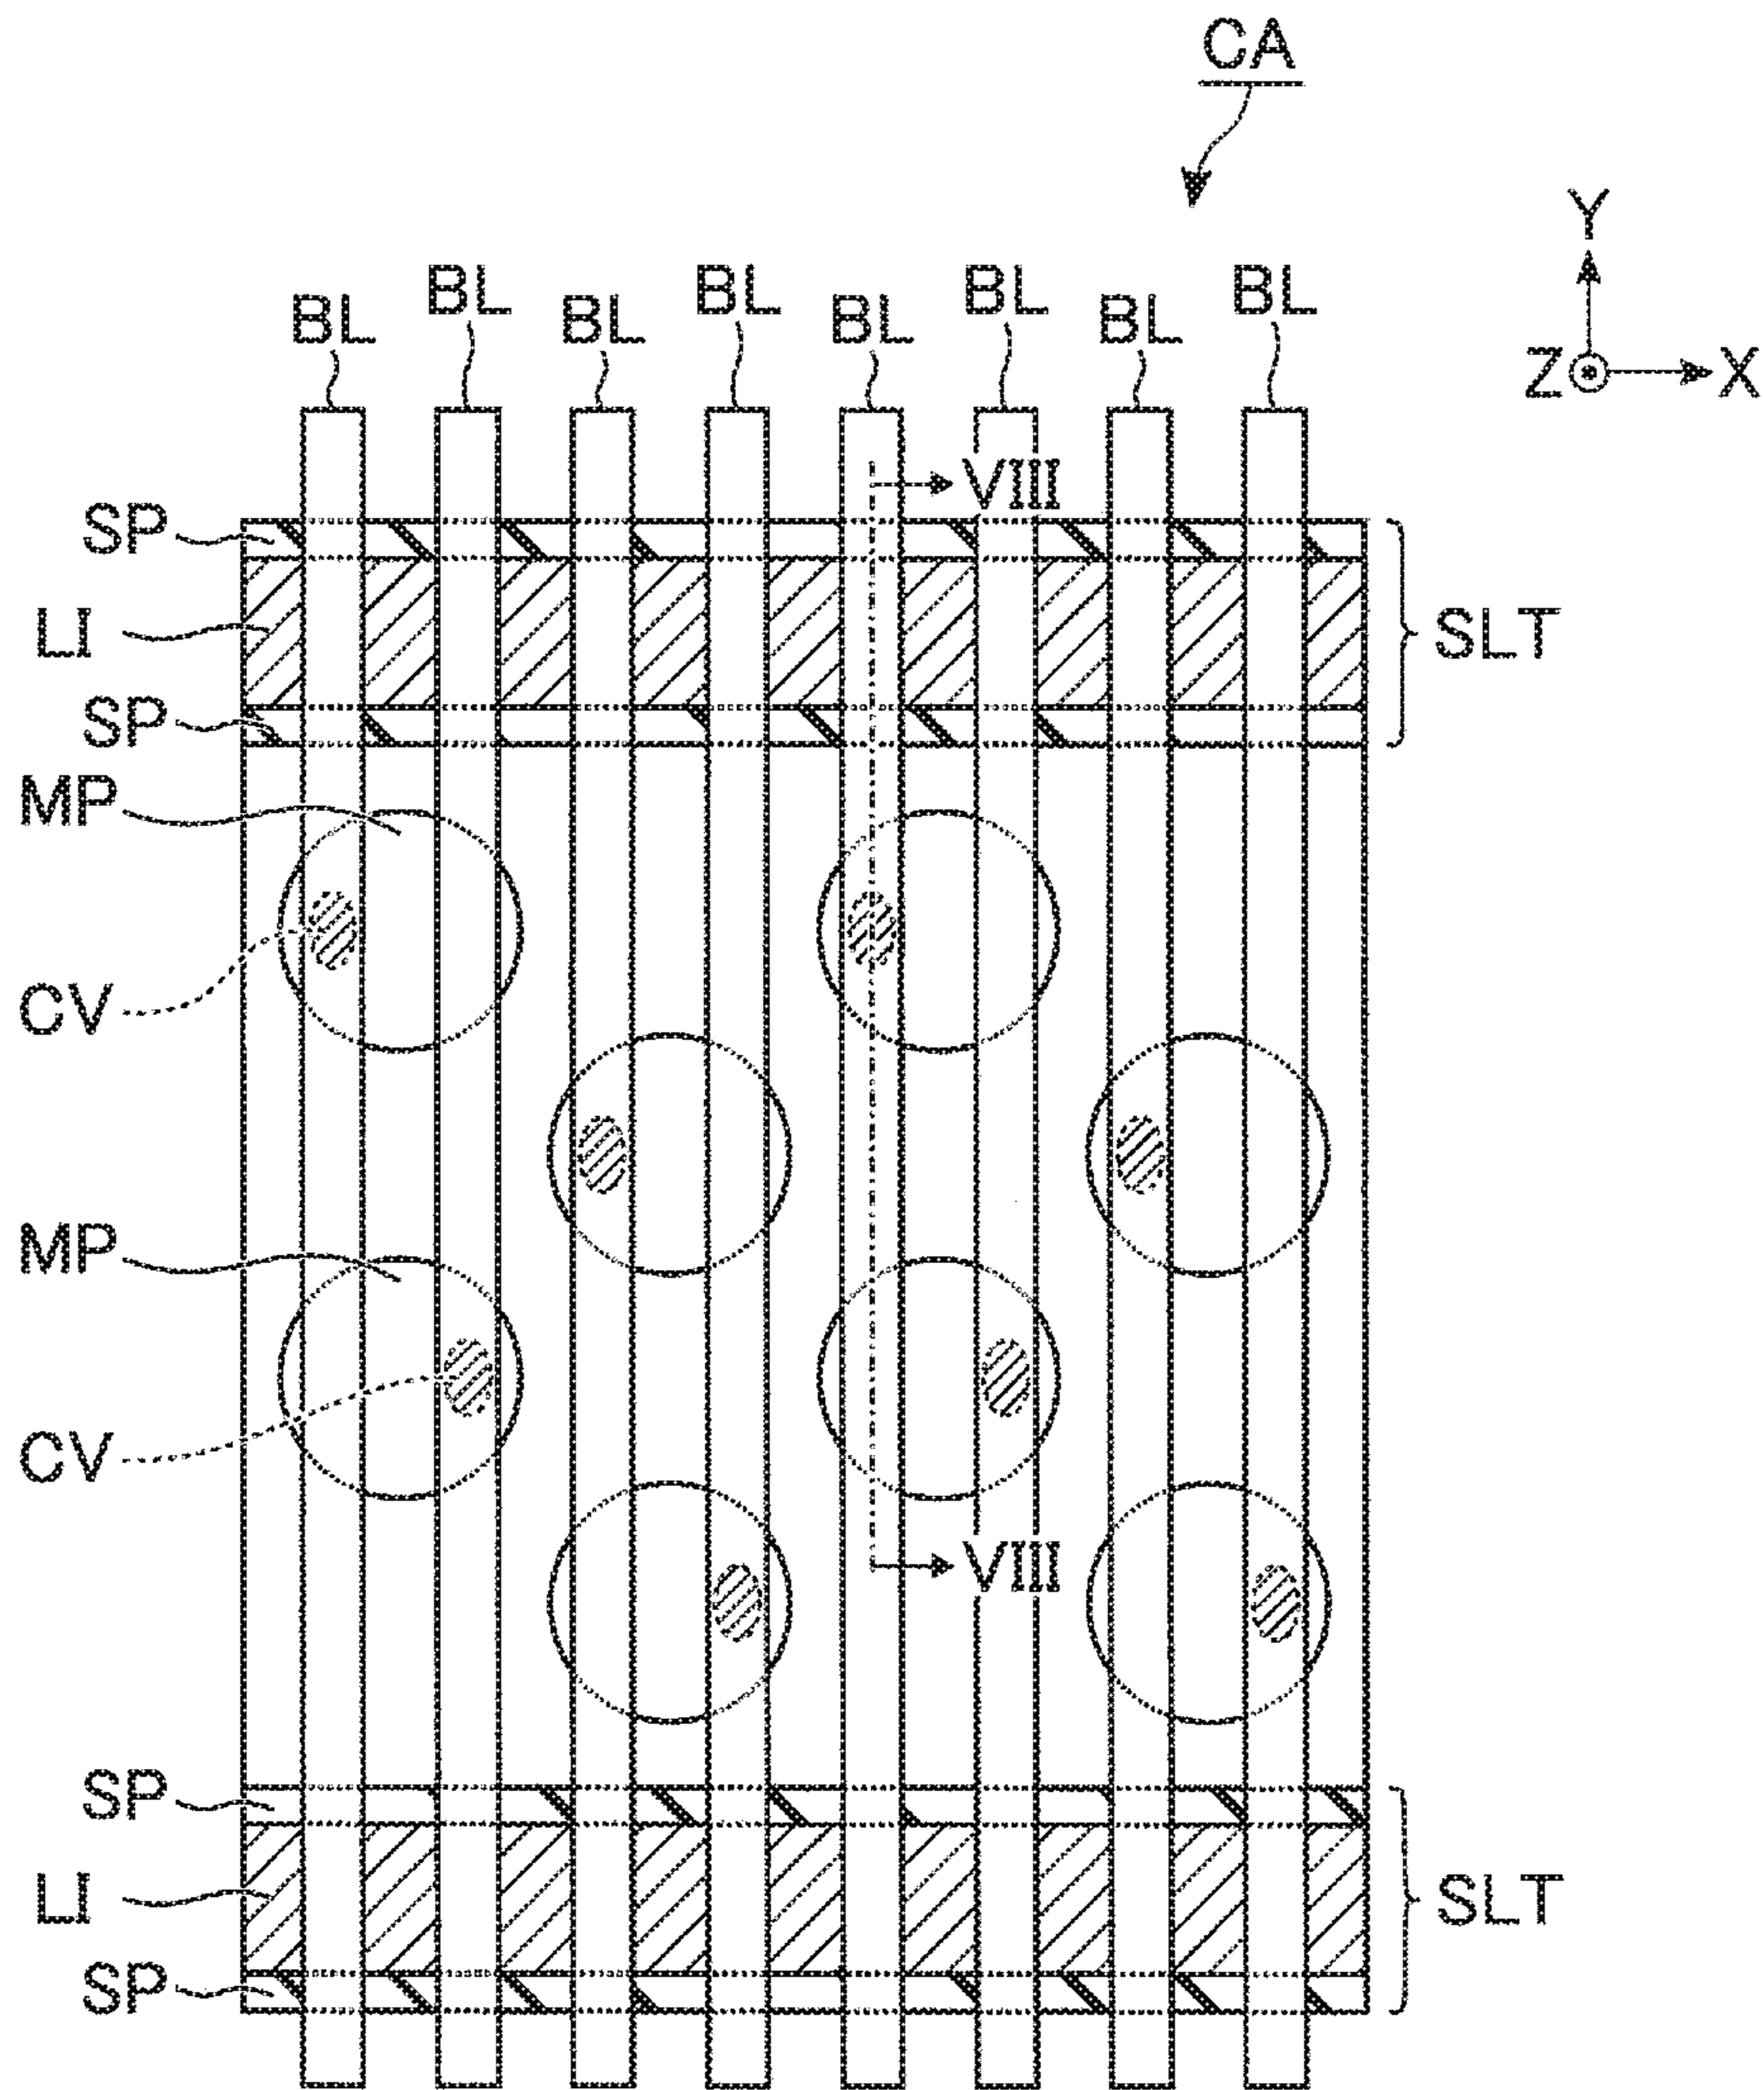 CA
Y
BL BL BL BL BL BL BL BL
Z X
VIII
SP
LI
SLT
SP
MP
CV
MP
CV
VIII
SP
LI
SLT
SP